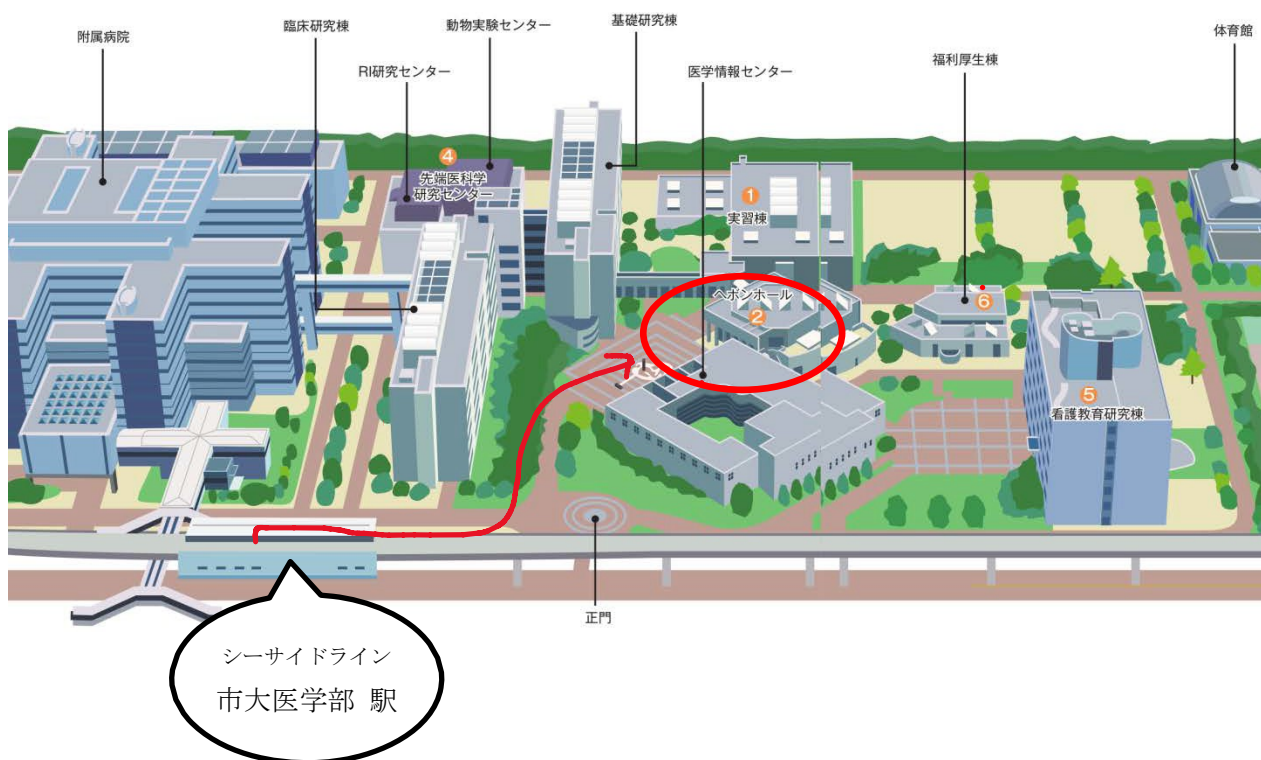 附属病院
臨床研究棟
動物実験センター
基礎研究棟
体育館
RI研究センター
医学情報センター
福利厚生棟
④
先端医科学
研究センター
①
実習棟
ヘボンホール
②
⑥
⑤
看護教育研究棟
正門
シーサイドライン
市大医学部 駅